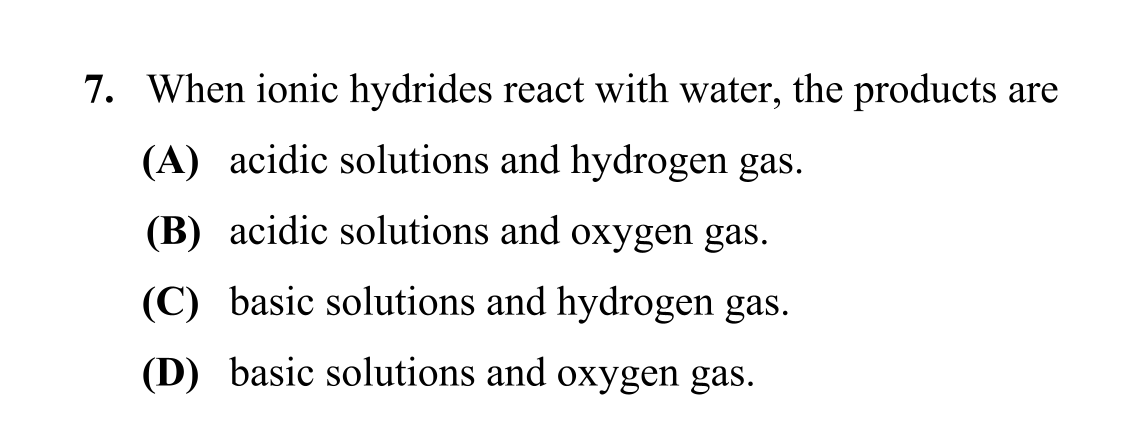 7. When ionic hydrides react with water, the products are
(A) acidic solutions and hydrogen gas.
(B) acidic solutions and oxygen gas.
(C) basic solutions and hydrogen gas.
(D) basic solutions and oxygen gas.